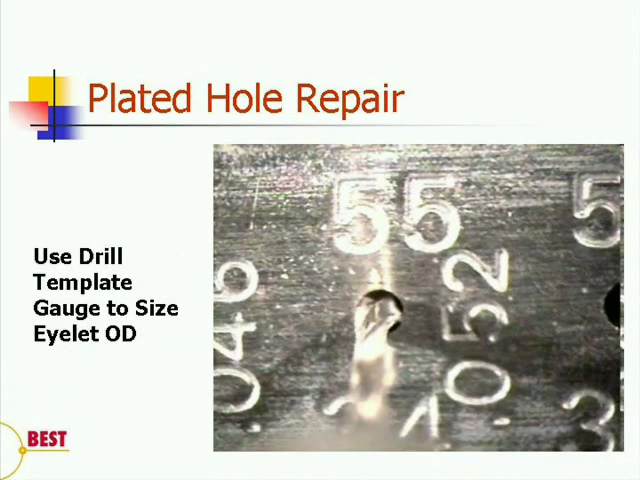 Plated Hole Repair
Use Drill
Template
Gauge to Size
Eyelet OD
55
5
.046
.052
BEST